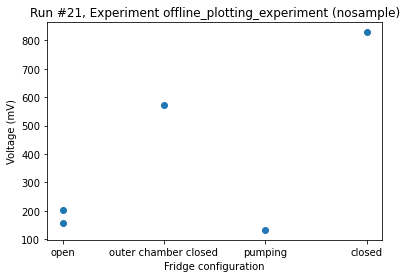 Run #21, Experiment offline_plotting_experiment (nosample)
800
700
600
500
400
300
200
100
Voltage (mV)
open
outer chamber closed
pumping
closed
Fridge configuration